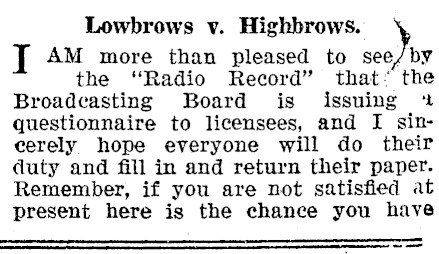 Lowbrows v. Highbrows.
I AM more than pleased to see by
the "Radio Record" that the
Broadcasting Board is issuing a
questionnaire to licensees, and I sin-
cerely hope everyone will do their
duty and fill in and return their paper.
Remember, if you are not satisfied at
present here is the chance you have